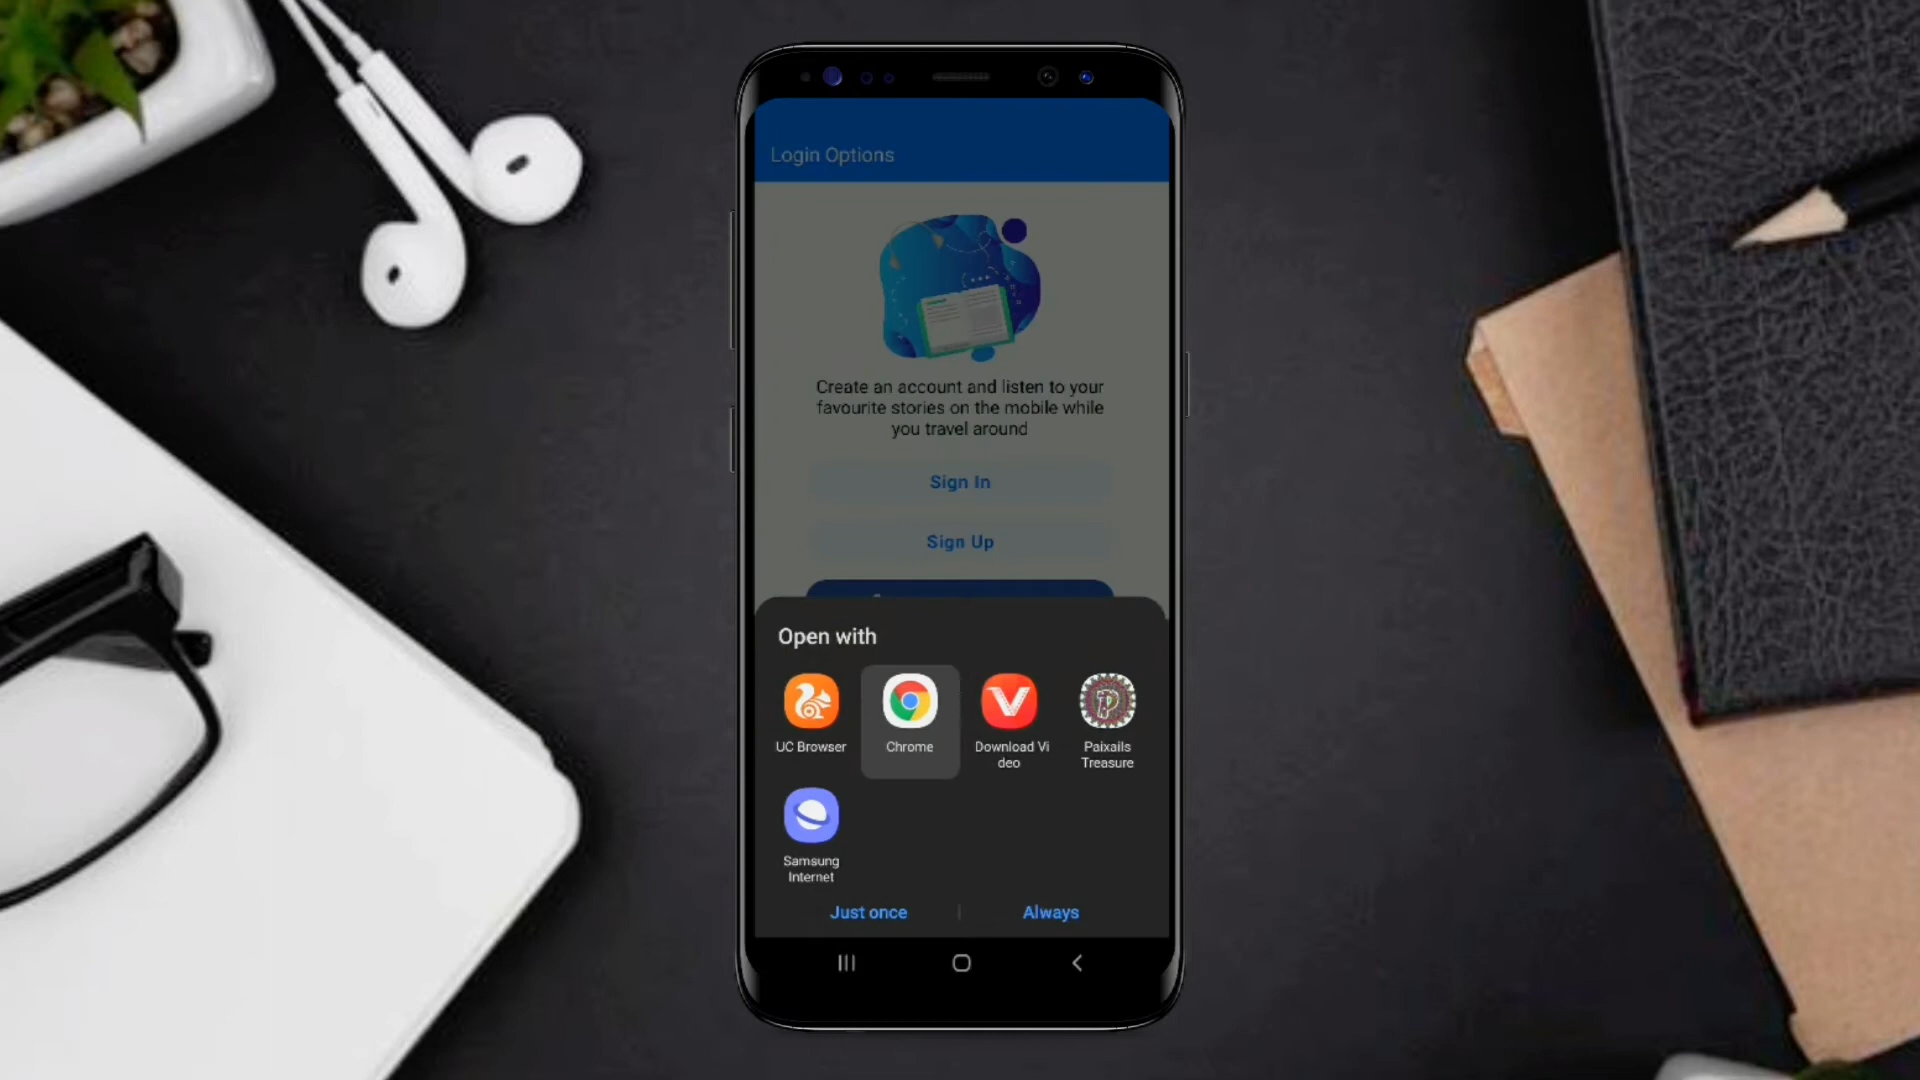 Login Options
Create an account and listen to your
favourite stories on the mobile while
you travel around
Sign In
Sign Up
Open with
UC Browser
Chrome
Download Vi
deo
Paixails
Treasure
Samsung
Internet
Just once
Always